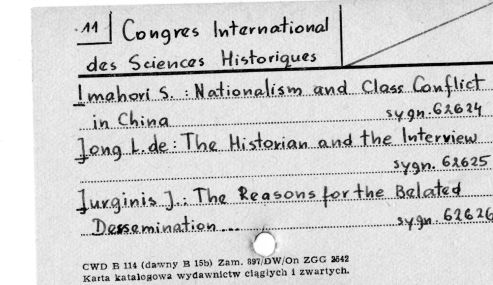 11 Congres International
des Sciences Historiques
Imahori S. : Nationalism and Class Conflict
in China sygn. 62624
Jong L. de : The Historian and the Interview
sygn. 62625
Jurginis J.: The Reasons for the Belated
Dessemination ... sygn. 62626
CWD B 114 (dawny B 15b) Zam. 897/DW/On ZGG 2642
Karta katalogowa wydawnictw ciągłych i zwartych.